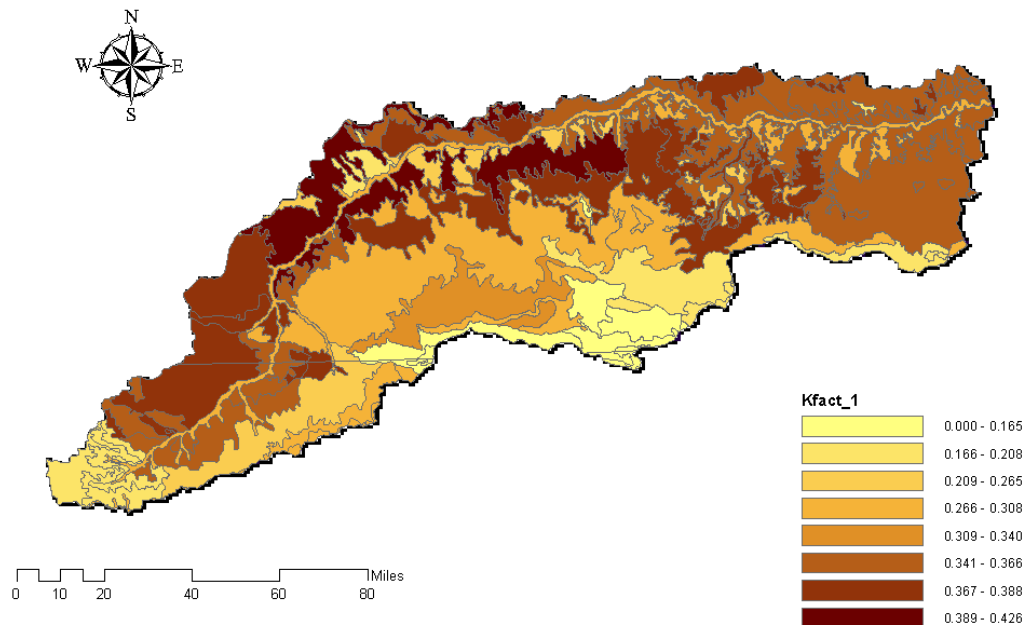 N
W E
S
Kfact_1
0.000 - 0.165
0.166 - 0.208
0.209 - 0.265
0.266 - 0.308
0.309 - 0.340
0.341 - 0.366
0.367 - 0.388
0.389 - 0.426
Miles
0 10 20 40 60 80